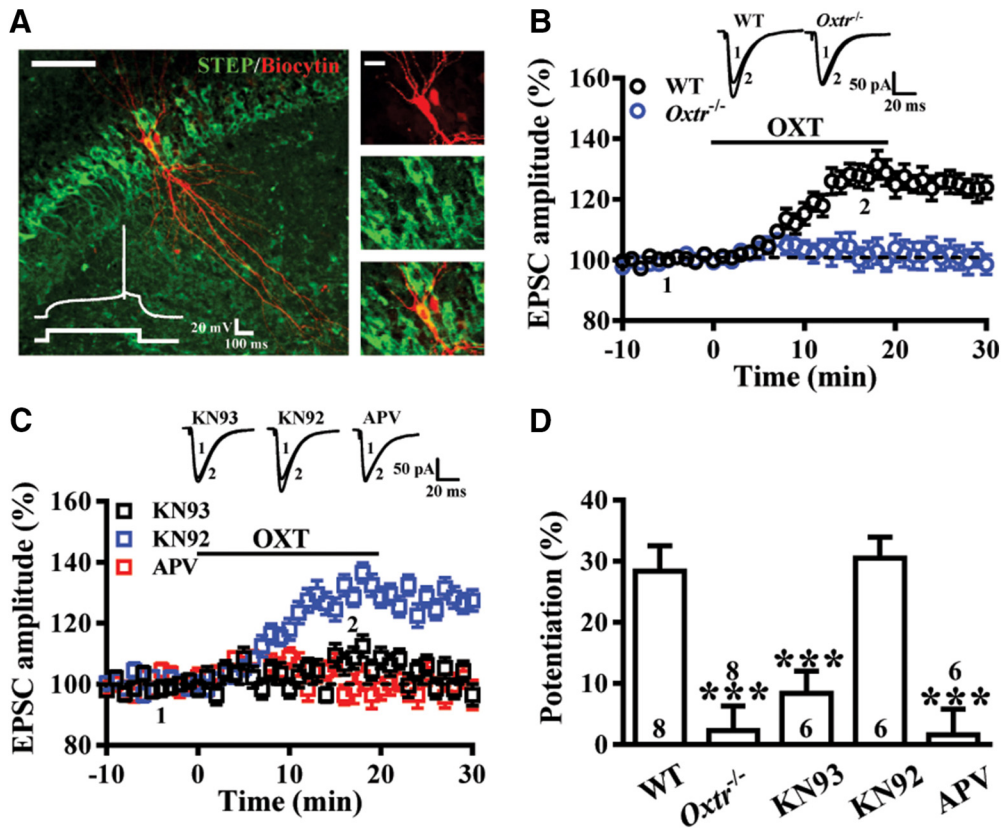 A
STEP/Biocytin
20 mV
100 ms
B
WT
Oxtr-/-
1
2
1
2
50 pA
20 ms
WT
Oxtr-/-
OXT
1
2
EPSC amplitude (%)
160
140
120
100
80
-10
0
10
20
30
Time (min)
C
KN93
KN92
APV
1
2
1
2
1
2
50 pA
20 ms
KN93
KN92
APV
OXT
1
2
EPSC amplitude (%)
160
140
120
100
80
-10
0
10
20
30
Time (min)
D
Potentiation (%)
40
30
20
10
0
8
8
***
***
6
6
6
***
WT
Oxtr-/-
KN93
KN92
APV